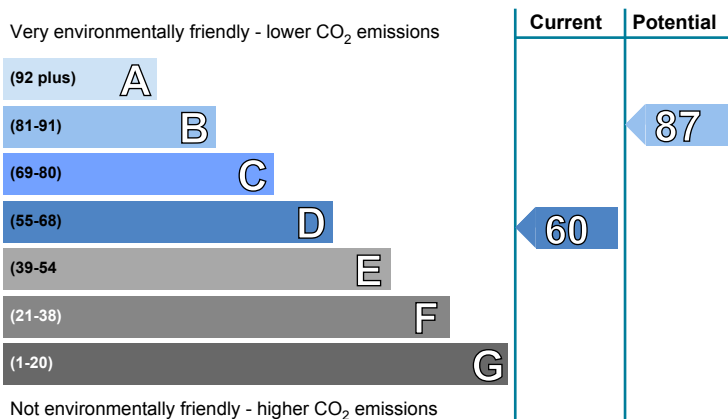 Current Potential
Very environmentally friendly - lower CO2 emissions
(92 plus) A
(81-91) B 87
(69-80) C
(55-68) D 60
(39-54 E
(21-38) F
(1-20) G
Not environmentally friendly - higher CO2 emissions